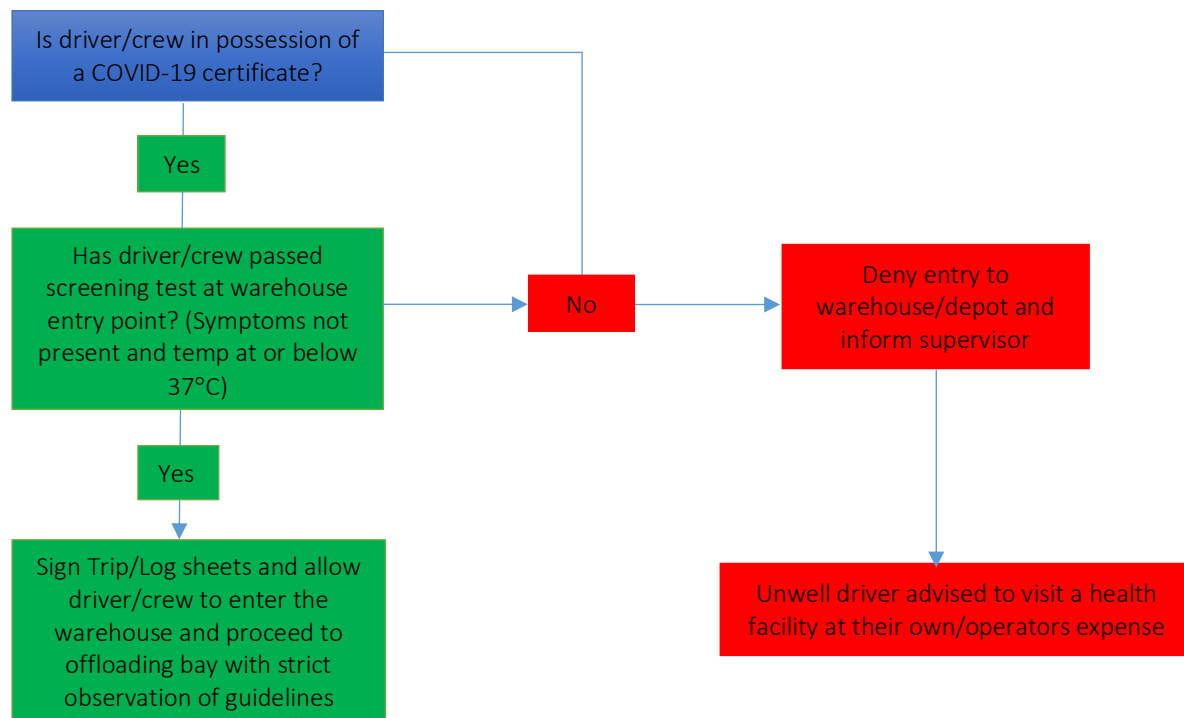 Is driver/crew in possession of
a COVID-19 certificate?
Yes
Has driver/crew passed
screening test at warehouse
entry point? (Symptoms not
present and temp at or below
37°C)
No
Deny entry to
warehouse/depot and
inform supervisor
Yes
Sign Trip/Log sheets and allow
driver/crew to enter the
warehouse and proceed to
offloading bay with strict
observation of guidelines
Unwell driver advised to visit a health
facility at their own/operators expense